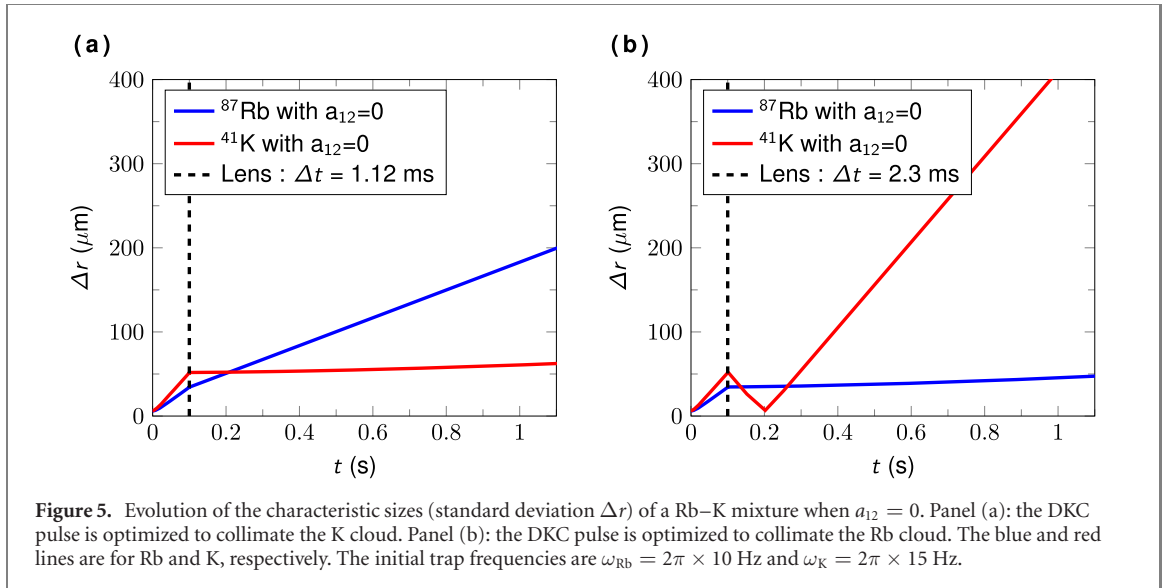 (a)
400
300
200
100
0
Δr (μm)
⁸⁷Rb with a₁₂=0
⁴¹K with a₁₂=0
Lens : Δt = 1.12 ms
0 0.2 0.4 0.6 0.8 1
t (s)
(b)
400
300
200
100
0
Δr (μm)
⁸⁷Rb with a₁₂=0
⁴¹K with a₁₂=0
Lens : Δt = 2.3 ms
0 0.2 0.4 0.6 0.8 1
t (s)
Figure 5. Evolution of the characteristic sizes (standard deviation Δr) of a Rb–K mixture when a₁₂ = 0. Panel (a): the DKC
pulse is optimized to collimate the K cloud. Panel (b): the DKC pulse is optimized to collimate the Rb cloud. The blue and red
lines are for Rb and K, respectively. The initial trap frequencies are ω_Rb = 2π × 10 Hz and ω_K = 2π × 15 Hz.